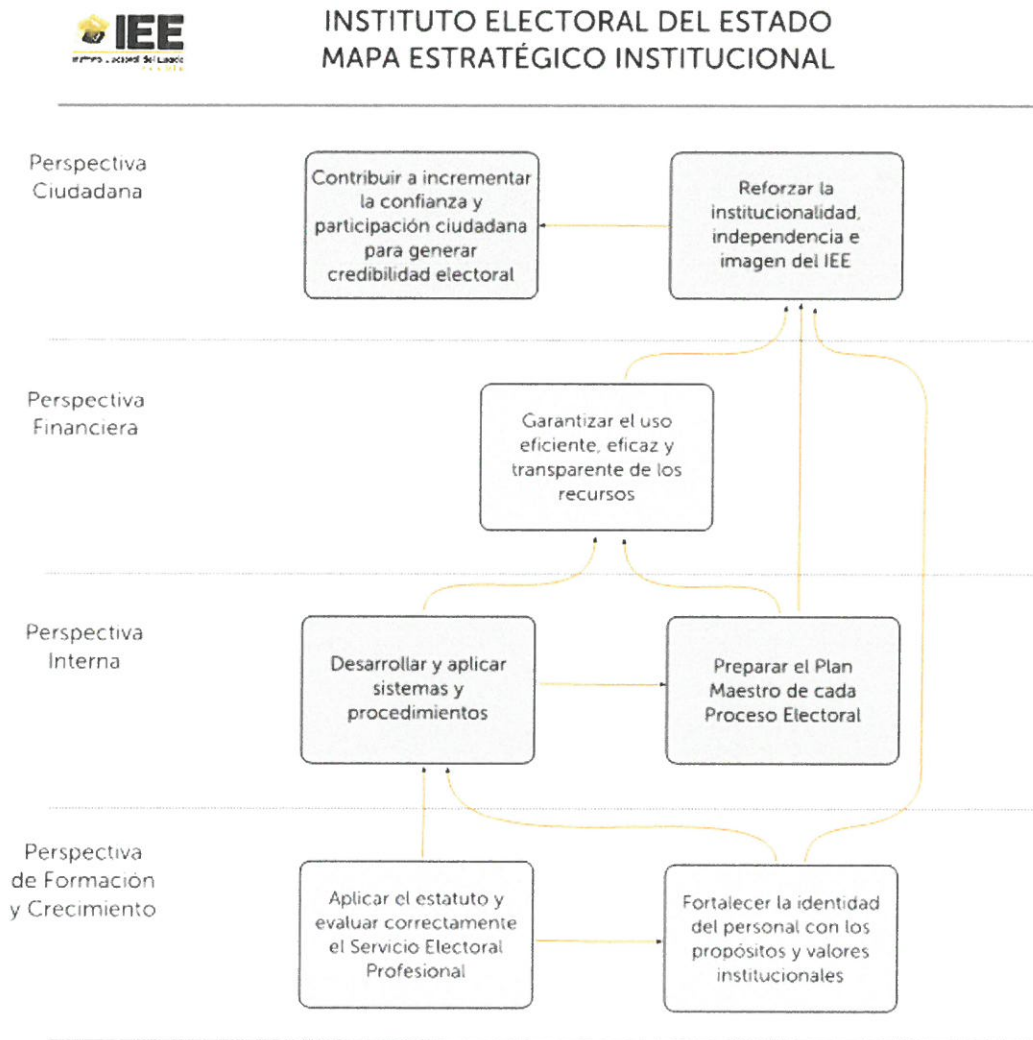 IEE
INSTITUTO ELECTORAL DEL ESTADO
MAPA ESTRATÉGICO INSTITUCIONAL
Perspectiva
Ciudadana
Contribuir a incrementar
la confianza y
participación ciudadana
para generar
credibilidad electoral
Reforzar la
institucionalidad,
independencia e
imagen del IEE
Perspectiva
Financiera
Garantizar el uso
eficiente, eficaz y
transparente de los
recursos
Perspectiva
Interna
Desarrollar y aplicar
sistemas y
procedimientos
Preparar el Plan
Maestro de cada
Proceso Electoral
Perspectiva
de Formación
y Crecimiento
Aplicar el estatuto y
evaluar correctamente
el Servicio Electoral
Profesional
Fortalecer la identidad
del personal con los
propósitos y valores
institucionales